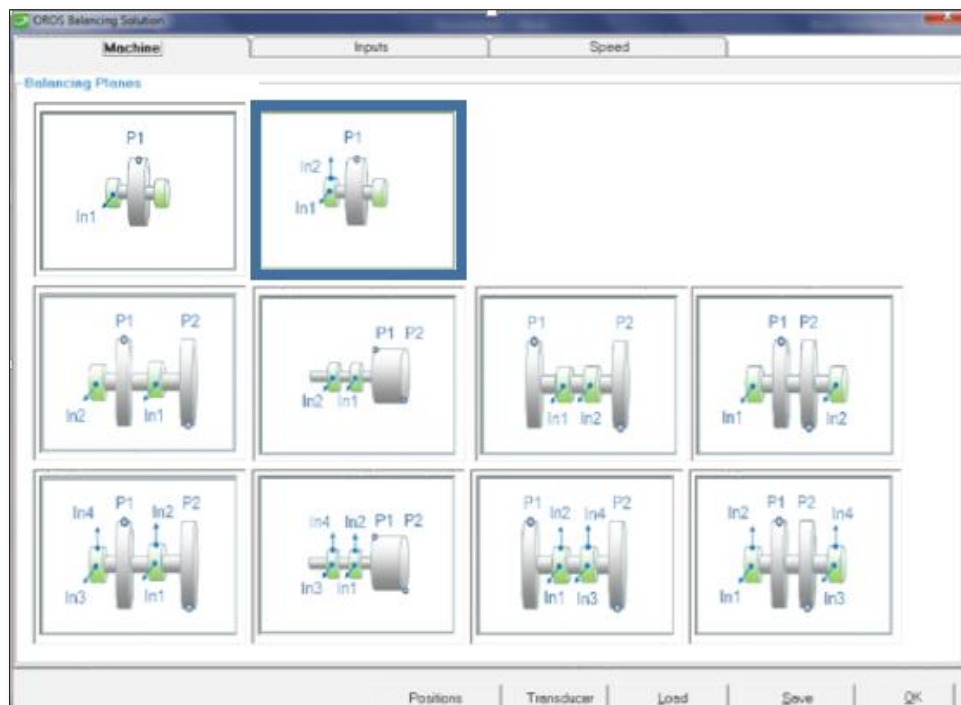 OROS Balancing Solution
Machine Inputs Speed
Balancing Planes
P1
In1
P1
In2
In1
P1 P2
In2 In1
P1 P2
In2 In1
P1 P2
In1 In2
P1 P2
In1 In2
In4 P1 In2 P2
In3 In1
In4 In2 P1 P2
In3 In1
P1 In2 In4 P2
In1 In3
In2 P1 P2 In4
In1 In3
Positions Transducer Load Save OK